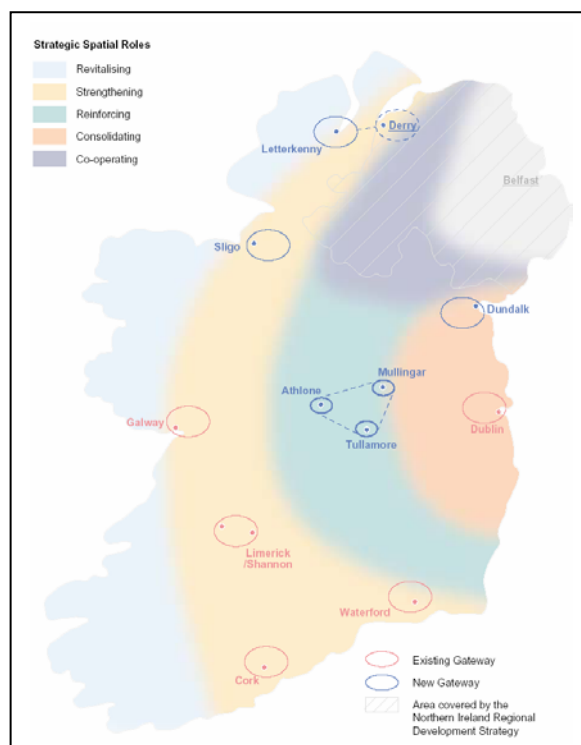 Strategic Spatial Roles
Revitalising
Strengthening
Reinforcing
Consolidating
Co-operating
Derry
Letterkenny
Belfast
Sligo
Dundalk
Mullingar
Athlone
Galway
Dublin
Tullamore
Limerick
/Shannon
Waterford
Cork
Existing Gateway
New Gateway
Area covered by the
Northern Ireland Regional
Development Strategy